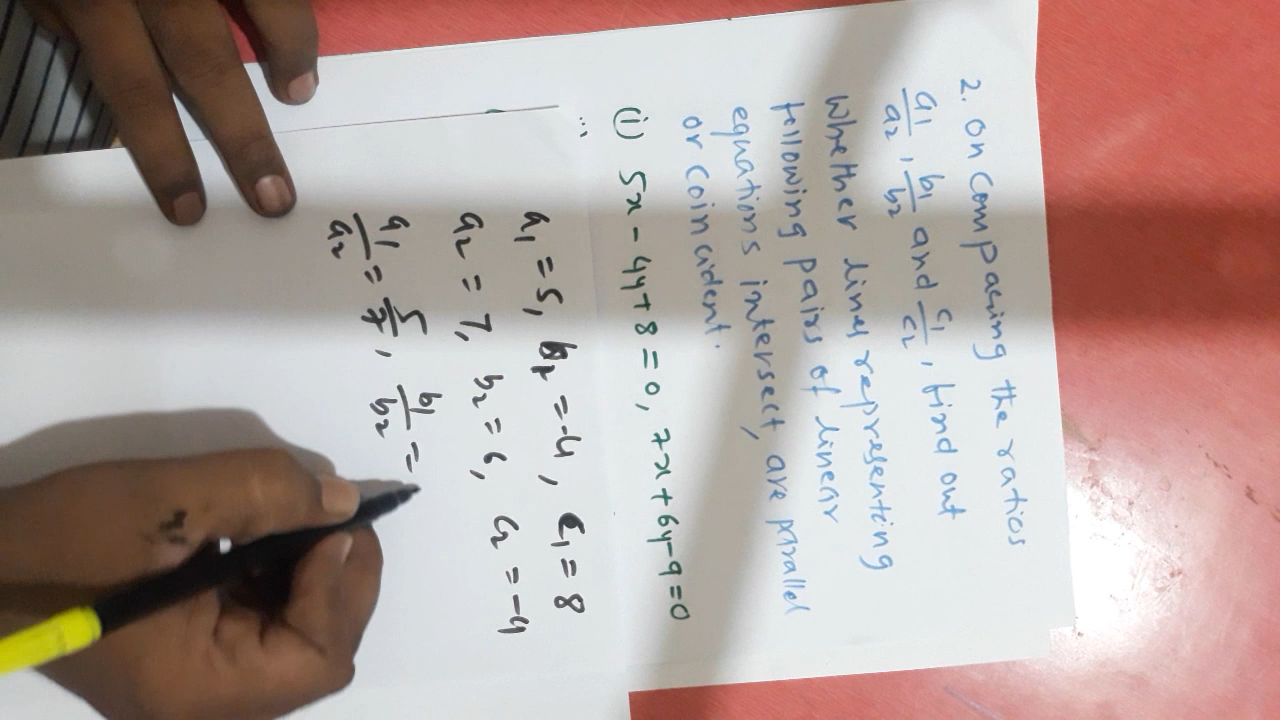 2. on comparing the ratios
a1/a2, b1/b2 and c1/c2, find out
whether lines representing
following pairs of linear
equations intersect, are parallel
or coincident.
(i) 5x - 4y + 8 = 0, 7x + 6y - 9 = 0
∴
a1 = 5, b1 = -4, c1 = 8
a2 = 7, b2 = 6, c2 = -9
a1/a2 = 5/7, b1/b2 =